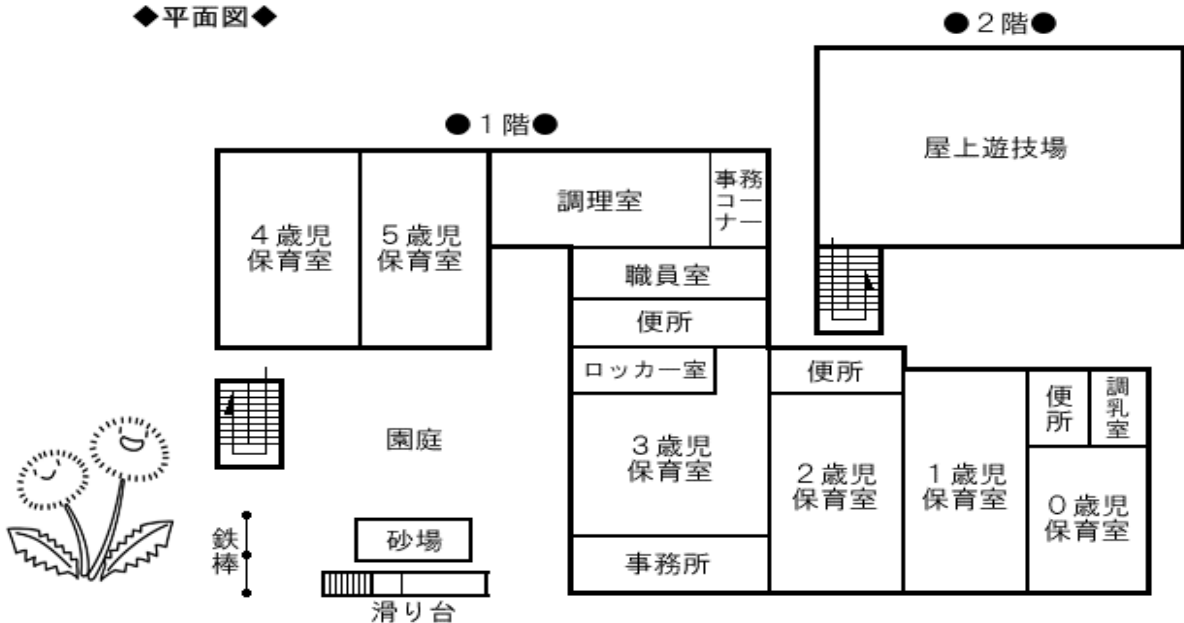 ◆平面図◆
●2階●
屋上遊技場
●1階●
4歳児
保育室
5歳児
保育室
調理室
事務
コー
ナー
職員室
便所
ロッカー室
3歳児
保育室
事務所
便所
2歳児
保育室
1歳児
保育室
便
所
調
乳
室
0歳児
保育室
園庭
鉄
棒
砂場
滑り台